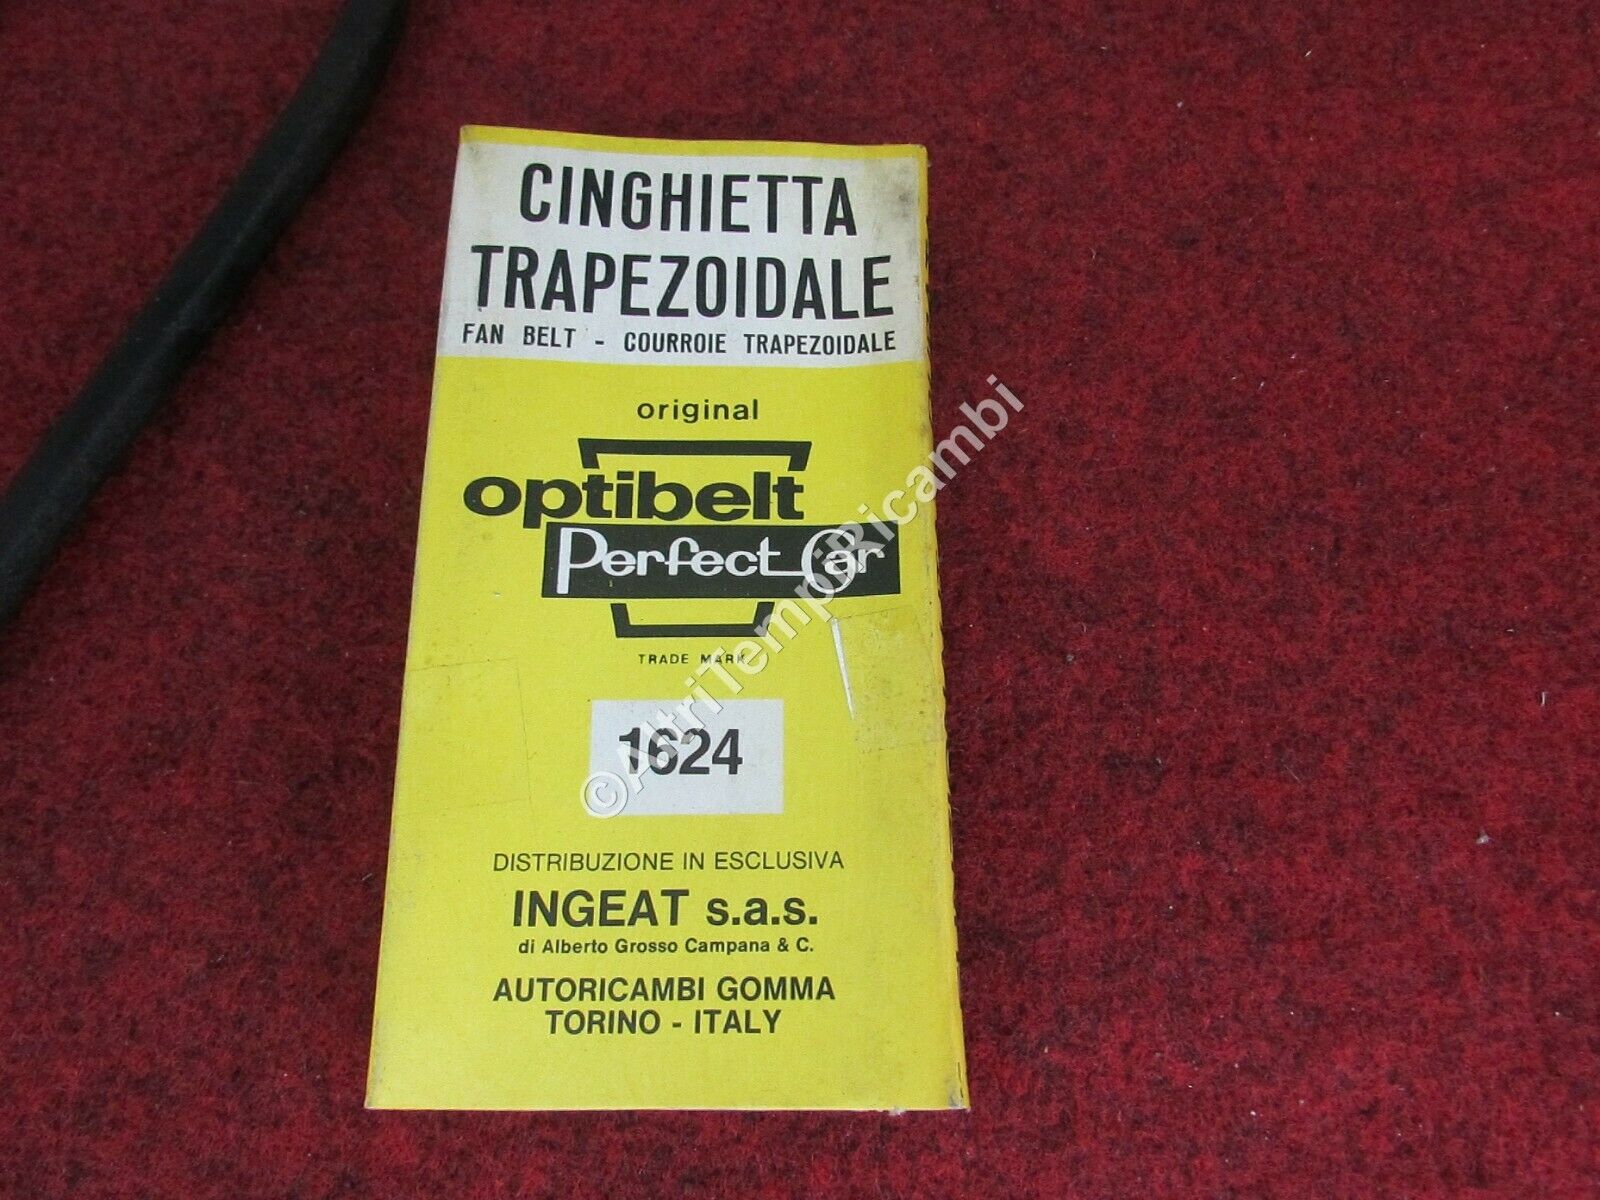 CINGHIETTA
TRAPEZOIDALE
FAN BELT - COURROIE TRAPEZOIDALE
original
optibelt
Perfect Car
TRADE MARK
1624
DISTRIBUZIONE IN ESCLUSIVA
INGEAT s.a.s.
di Alberto Grosso Campana & C.
AUTORICAMBI GOMMA
TORINO - ITALY
©AltriTempiRicambi